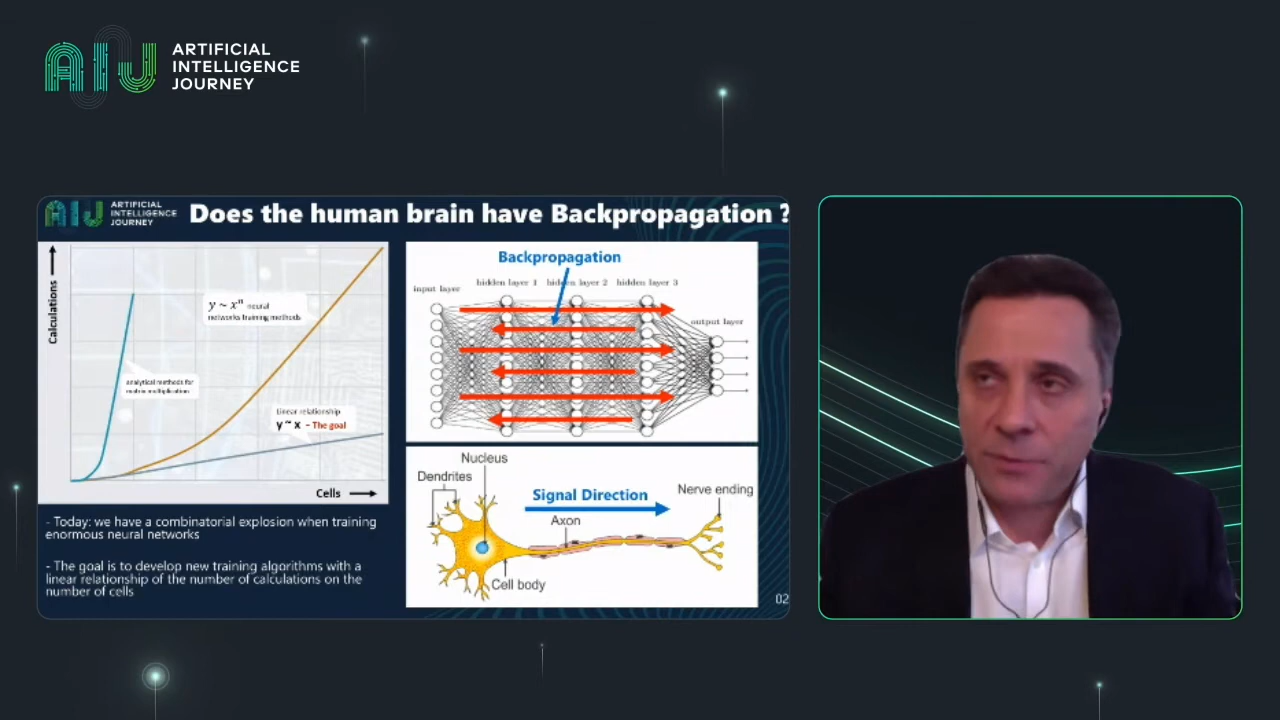 ARTIFICIAL
INTELLIGENCE
JOURNEY
ARTIFICIAL
INTELLIGENCE
JOURNEY
Does the human brain have Backpropagation ?
Calculations
y ~ xⁿ neural
networks training methods
analytical methods for
matrix multiplication
Linear relationship
y ~ x - The goal
Cells
- Today: we have a combinatorial explosion when training
enormous neural networks
- The goal is to develop new training algorithms with a
linear relationship of the number of calculations on the
number of cells
Backpropagation
input layer
hidden layer 1
hidden layer 2
hidden layer 3
output layer
Nucleus
Dendrites
Signal Direction
Nerve ending
Axon
Cell body
02